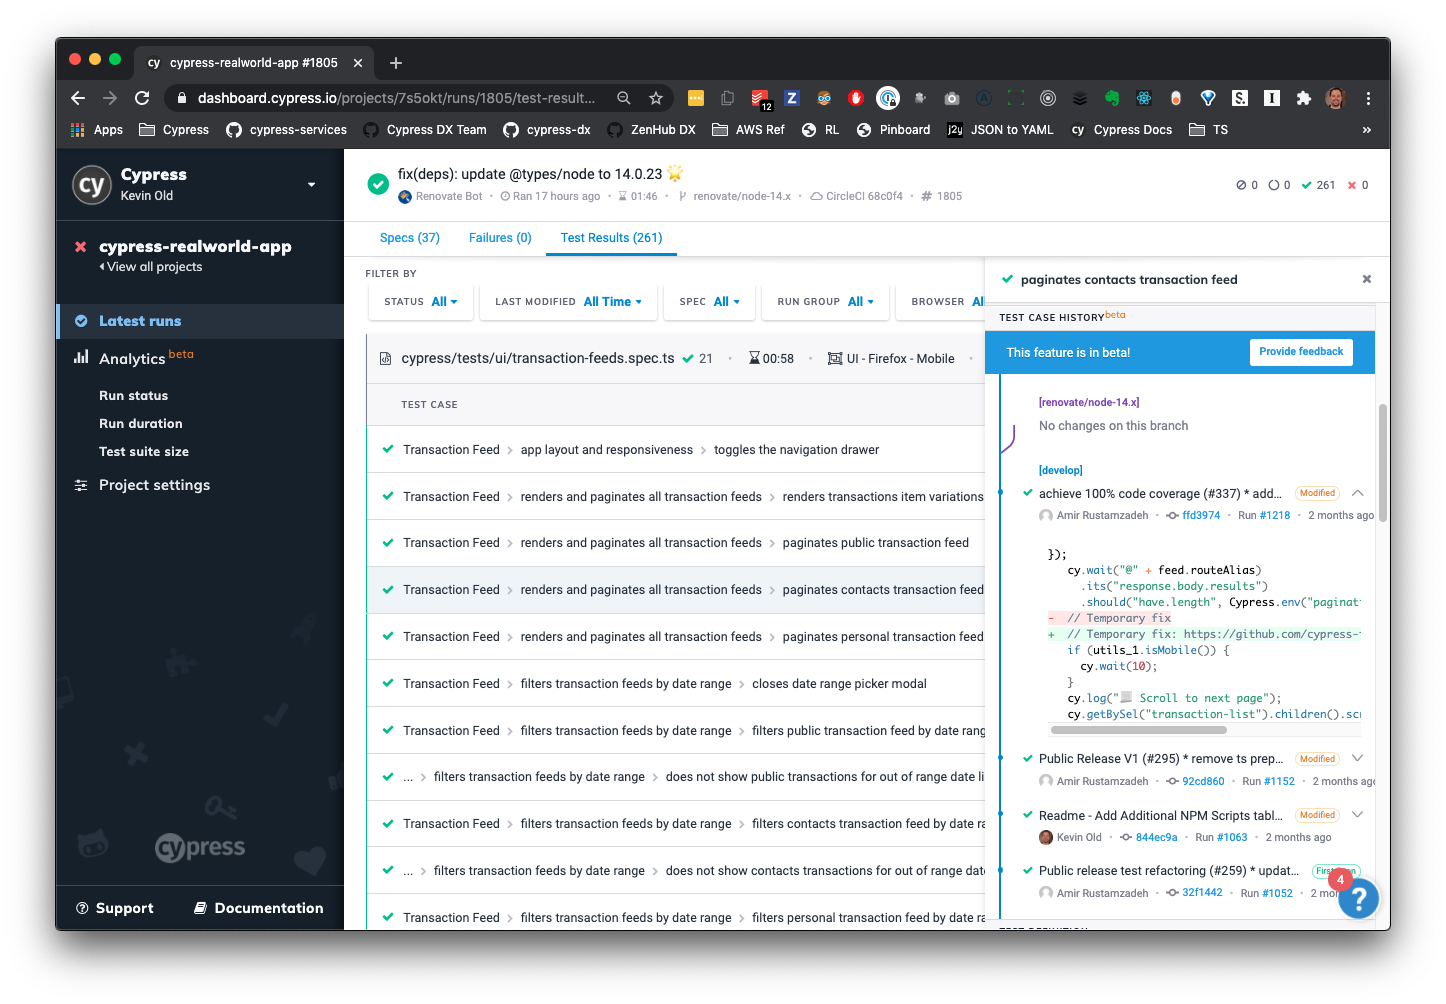 cy cypress-realworld-app #1805
dashboard.cypress.io/projects/7s5okt/runs/1805/test-result...
12
Z
S.
I
Apps
Cypress
cypress-services
Cypress DX Team
cypress-dx
ZenHub DX
AWS Ref
RL
Pinboard
j2y JSON to YAML
cy Cypress Docs
TS
»
cy
Cypress
Kevin Old
cypress-realworld-app
View all projects
Latest runs
Analytics beta
Run status
Run duration
Test suite size
Project settings
cypress
Support
Documentation
fix(deps): update @types/node to 14.0.23
Renovate Bot • Ran 17 hours ago • 01:46 • renovate/node-14.x • CircleCI 68c0f4 • # 1805
0 0 261 0
Specs (37)
Failures (0)
Test Results (261)
FILTER BY
STATUS All
LAST MODIFIED All Time
SPEC All
RUN GROUP All
BROWSER Al
cypress/tests/ui/transaction-feeds.spec.ts 21 • 00:58 • UI - Firefox - Mobile •
TEST CASE
Transaction Feed > app layout and responsiveness > toggles the navigation drawer
Transaction Feed > renders and paginates all transaction feeds > renders transactions item variations
Transaction Feed > renders and paginates all transaction feeds > paginates public transaction feed
Transaction Feed > renders and paginates all transaction feeds > paginates contacts transaction feed
Transaction Feed > renders and paginates all transaction feeds > paginates personal transaction feed
Transaction Feed > filters transaction feeds by date range > closes date range picker modal
Transaction Feed > filters transaction feeds by date range > filters public transaction feed by date rang
... > filters transaction feeds by date range > does not show public transactions for out of range date li
Transaction Feed > filters transaction feeds by date range > filters contacts transaction feed by date ra
... > filters transaction feeds by date range > does not show contacts transactions for out of range dat
Transaction Feed > filters transaction feeds by date range > filters personal transaction feed by date ra
paginates contacts transaction feed
TEST CASE HISTORY beta
This feature is in beta!
Provide feedback
[renovate/node-14.x]
No changes on this branch
[develop]
achieve 100% code coverage (#337) * add... Modified
Amir Rustamzadeh • ffd3974 • Run #1218 • 2 months ago
});
cy.wait("@" + feed.routeAlias)
.its("response.body.results")
.should("have.length", Cypress.env("paginat
- // Temporary fix
+ // Temporary fix: https://github.com/cypress-
if (utils_1.isMobile()) {
cy.wait(10);
}
cy.log("📃 Scroll to next page");
cy.getBySel("transaction-list").children().scr
Public Release V1 (#295) * remove ts prep... Modified
Amir Rustamzadeh • 92cd860 • Run #1152 • 2 months ago
Readme - Add Additional NPM Scripts tabl... Modified
Kevin Old • 844ec9a • Run #1063 • 2 months ago
Public release test refactoring (#259) * updat...
Amir Rustamzadeh • 32f1442 • Run #1052 • 2 mo
4
?